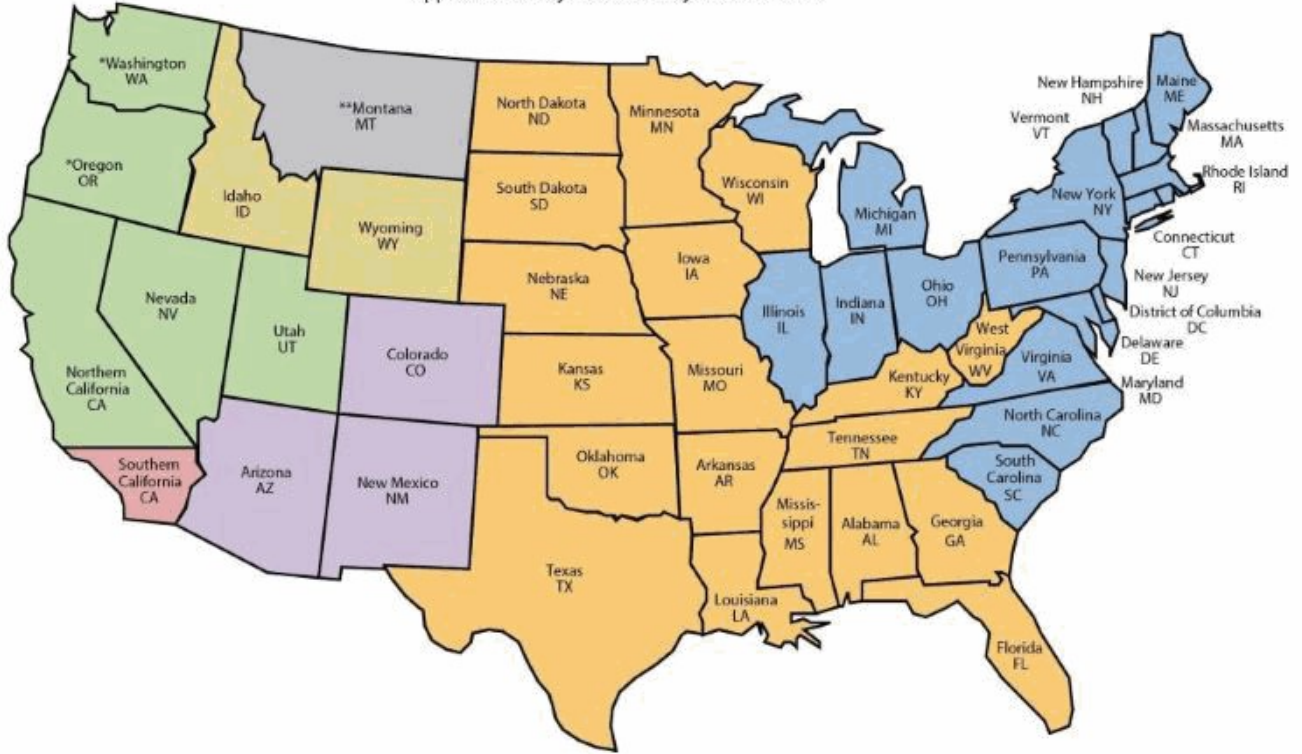 *Washington
WA
**Montana
MT
North Dakota
ND
Minnesota
MN
New Hampshire
NH
Maine
ME
Vermont
VT
Massachusetts
MA
*Oregon
OR
Idaho
ID
South Dakota
SD
Wisconsin
WI
Michigan
MI
New York
NY
Rhode Island
RI
Wyoming
WY
Connecticut
CT
Iowa
IA
Nebraska
NE
Pennsylvania
PA
New Jersey
NJ
Nevada
NV
Utah
UT
Illinois
IL
Indiana
IN
Ohio
OH
District of Columbia
DC
West
Virginia
WV
Delaware
DE
Northern
California
CA
Colorado
CO
Kansas
KS
Missouri
MO
Kentucky
KY
Virginia
VA
Maryland
MD
North Carolina
NC
Tennessee
TN
Southern
California
CA
Arizona
AZ
New Mexico
NM
Oklahoma
OK
Arkansas
AR
South
Carolina
SC
Missis-
sippi
MS
Alabama
AL
Georgia
GA
Texas
TX
Louisiana
LA
Florida
FL